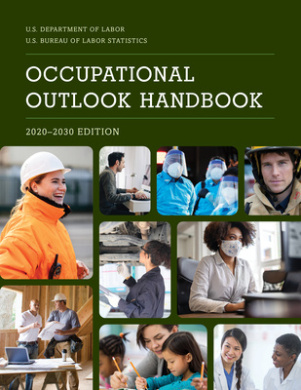 U.S. DEPARTMENT OF LABOR
U.S. BUREAU OF LABOR STATISTICS
OCCUPATIONAL
OUTLOOK HANDBOOK
2020–2030 EDITION